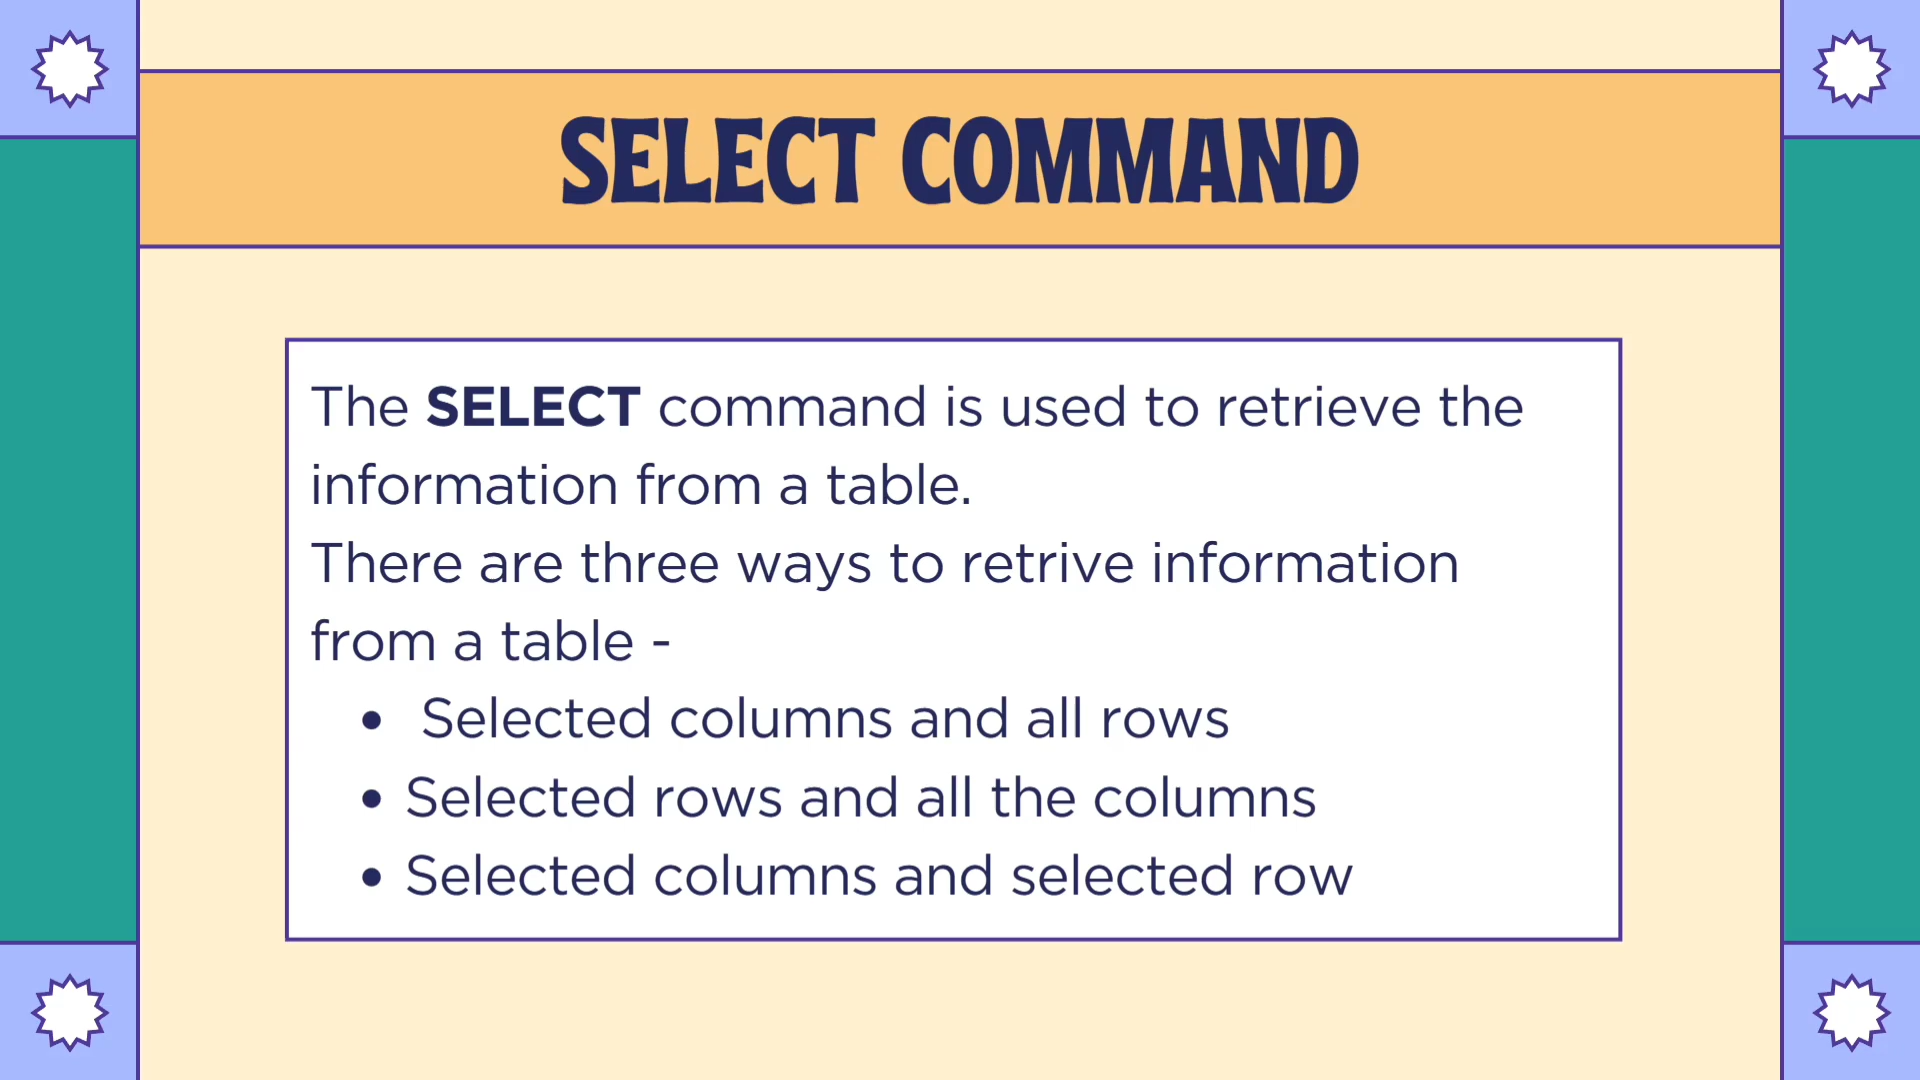 SELECT COMMAND
The SELECT command is used to retrieve the
information from a table.
There are three ways to retrive information
from a table -
• Selected columns and all rows
• Selected rows and all the columns
• Selected columns and selected row